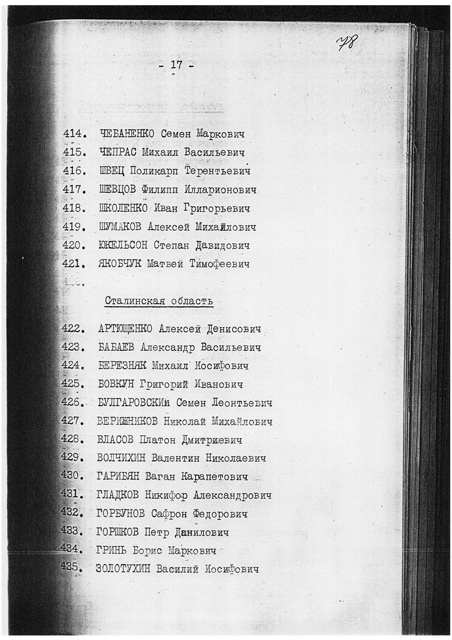 78
- 17 -
414. ЧЕБАНЕНКО Семен Маркович
415. ЧЕПРАС Михаил Васильевич
416. ШВЕЦ Поликарп Терентьевич
417. ШЕВЦОВ Филипп Илларионович
418. ШКОЛЕНКО Иван Григорьевич
419. ШУМАКОВ Алексей Михайлович
420. ЮКЕЛЬСОН Степан Давидович
421. ЯКОБЧУК Матвей Тимофеевич
Сталинская область
422. АРТЮЩЕНКО Алексей Денисович
423. БАБАЕВ Александр Васильевич
424. БЕРЕЗНЯК Михаил Иосифович
425. БОВКУН Григорий Иванович
426. БУЛГАРОВСКИЙ Семен Леонтьевич
427. ВЕРШННИКОВ Николай Михайлович
428. ВЛАСОВ Платон Дмитриевич
429. ВОЛЧИХИН Валентин Николаевич
430. ГАРИБЯН Ваган Карапетович
431. ГЛАДКОВ Никифор Александрович
432. ГОРБУНОВ Сафрон Федорович
433. ГОРШКОВ Петр Данилович
434. ГРИНЬ Борис Маркович
435. ЗОЛОТУХИН Василий Иосифович